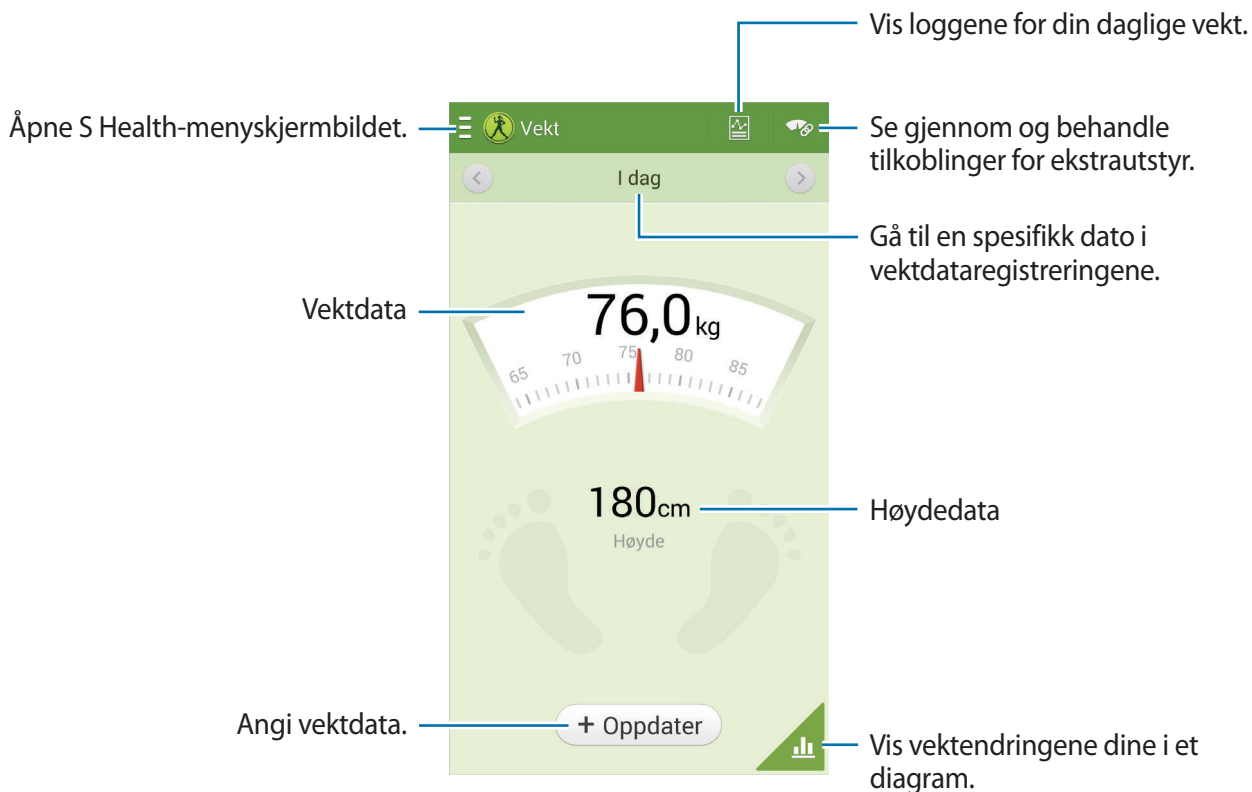 Vis loggene for din daglige vekt.
Åpne S Health-menyskjermbildet.
Vekt
Se gjennom og behandle
tilkoblinger for ekstrautstyr.
I dag
Gå til en spesifikk dato i
vektdataregistreringene.
Vektdata
76,0 kg
65 70 75 80 85
180cm
Høyde
Høydedata
Angi vektdata.
+ Oppdater
Vis vektendringene dine i et
diagram.